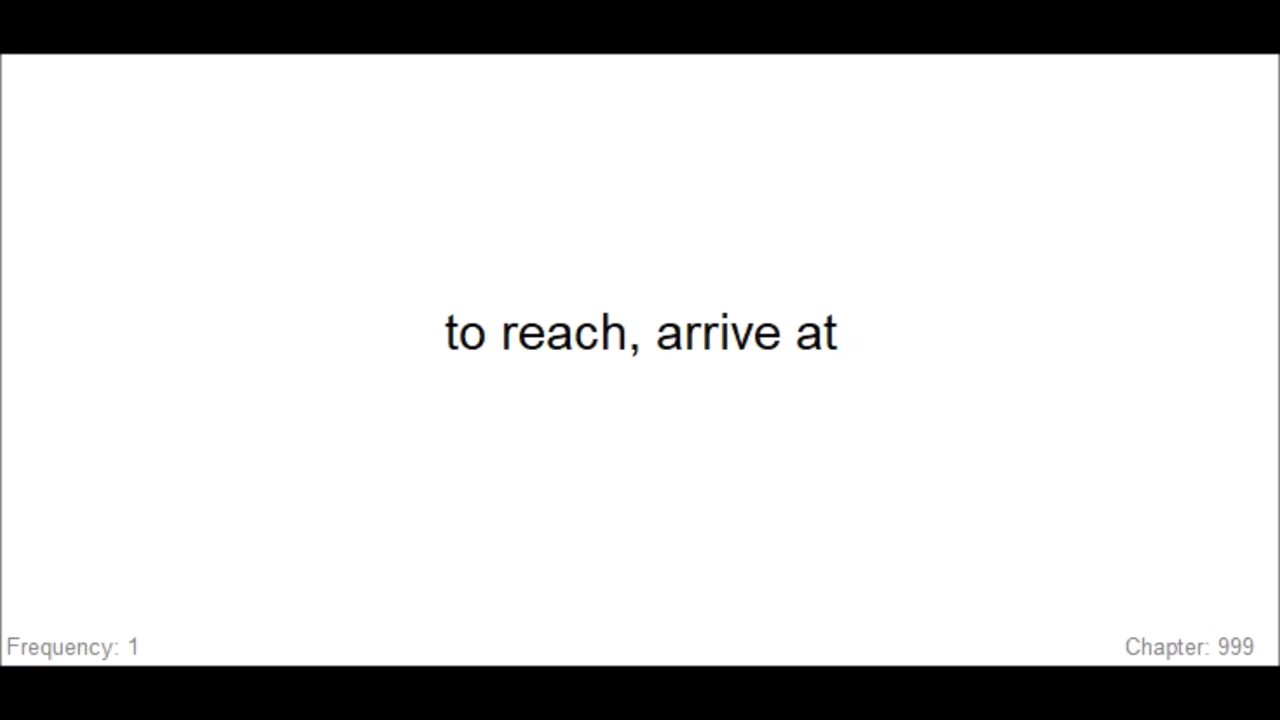 to reach, arrive at
Frequency: 1
Chapter: 999